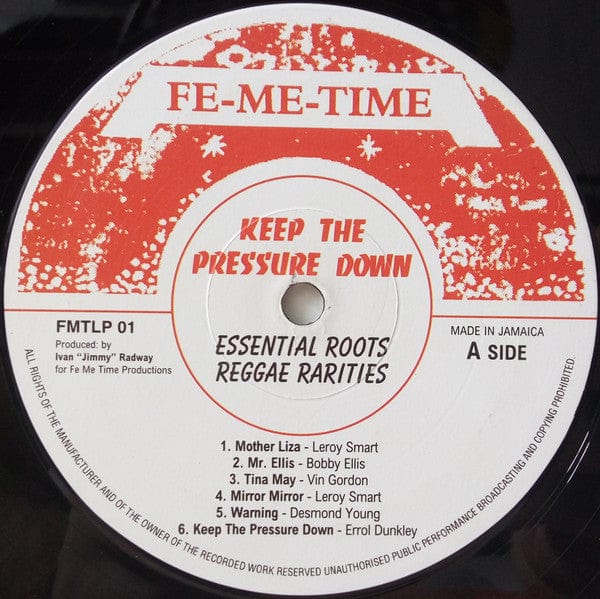 FE-ME-TIME
KEEP THE
PRESSURE DOWN
FMTLP 01
Produced by:
Ivan "Jimmy" Radway
for Fe Me Time Productions
MADE IN JAMAICA
A SIDE
ESSENTIAL ROOTS
REGGAE RARITIES
1. Mother Liza - Leroy Smart
2. Mr. Ellis - Bobby Ellis
3. Tina May - Vin Gordon
4. Mirror Mirror - Leroy Smart
5. Warning - Desmond Young
6. Keep The Pressure Down - Errol Dunkley
ALL RIGHTS OF THE MANUFACTURER AND OF THE OWNER OF THE RECORDED WORK RESERVED UNAUTHORISED PUBLIC PERFORMANCE BROADCASTING AND COPYING PROHIBITED.